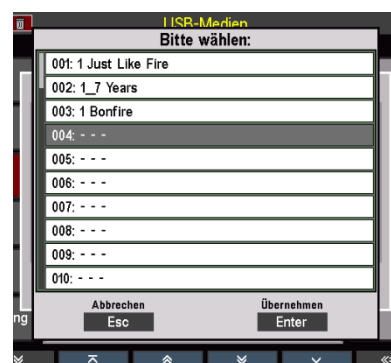 USB-Medien
Bitte wählen:
001: 1 Just Like Fire
002: 1_7 Years
003: 1 Bonfire
004: - - -
005: - - -
006: - - -
007: - - -
008: - - -
009: - - -
010: - - -
Abbrechen Übernehmen
Esc Enter
ng